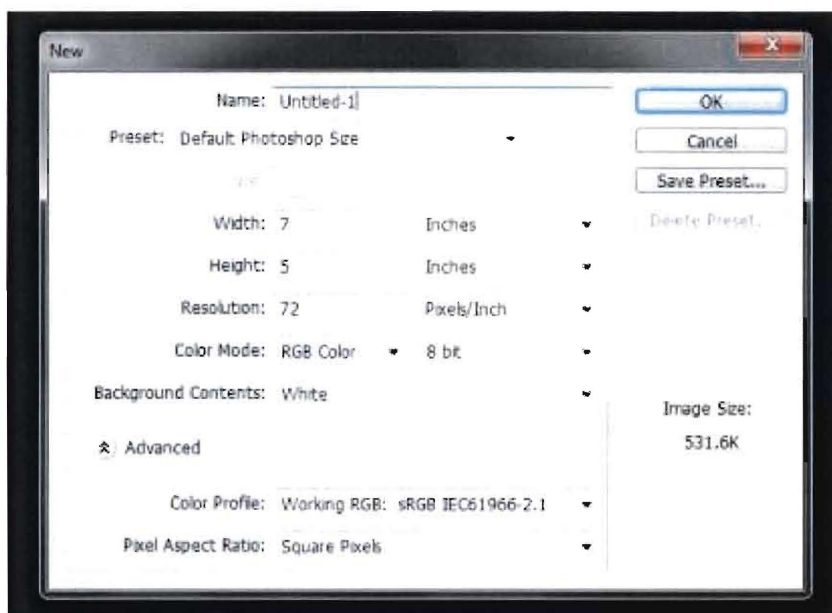 New
Name: Untitled-1
OK
Preset: Default Photoshop Size
Cancel
Save Preset...
Width: 7 Inches
Delete Preset...
Height: 5 Inches
Resolution: 72 Pixels/Inch
Color Mode: RGB Color 8 bit
Background Contents: White
Image Size:
531.6K
Advanced
Color Profile: Working RGB: sRGB IEC61966-2.1
Pixel Aspect Ratio: Square Pixels